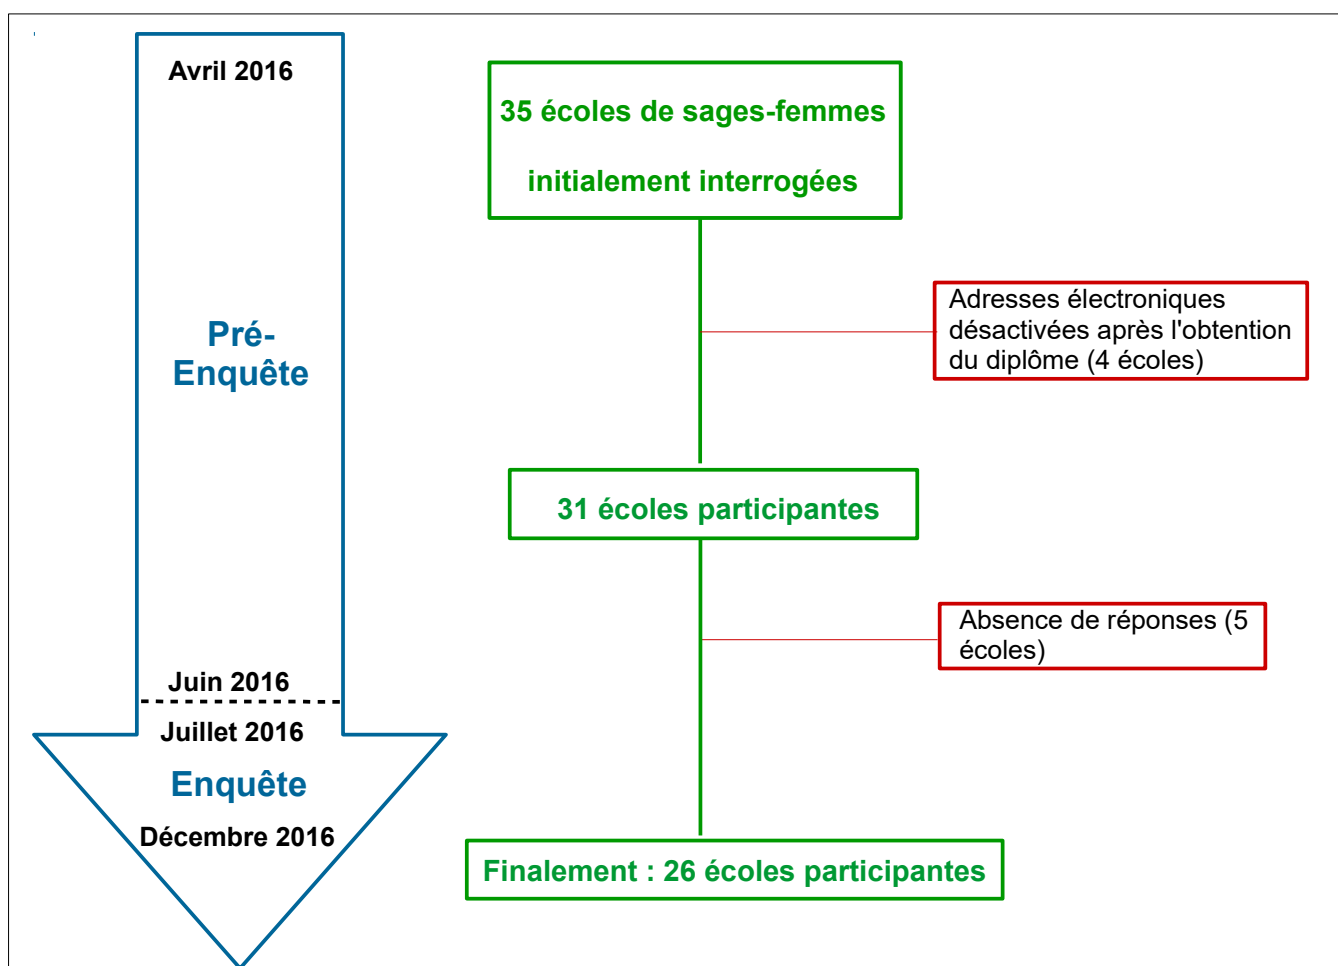 Avril 2016
35 écoles de sages-femmes
initialement interrogées
Adresses électroniques
désactivées après l'obtention
du diplôme (4 écoles)
Pré-
Enquête
31 écoles participantes
Absence de réponses (5
écoles)
Juin 2016
Juillet 2016
Enquête
Décembre 2016
Finalement : 26 écoles participantes